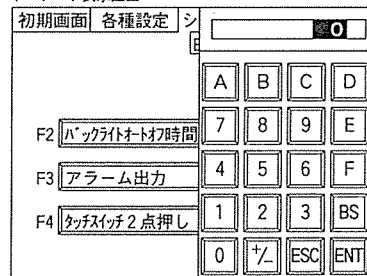 初期画面 各種設定 シ
0
A B C D
F2 バックライトオートオフ時間 7 8 9 E
F3 アラーム出力 4 5 6 F
F4 タッチスイッチ2点押し 1 2 3 BS
0 +/- ESC ENT